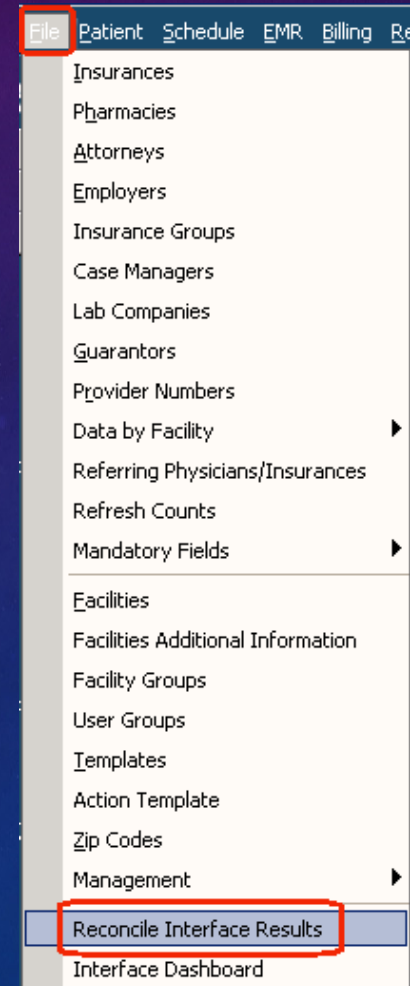 File Patient Schedule EMR Billing Re
Insurances
Pharmacies
Attorneys
Employers
Insurance Groups
Case Managers
Lab Companies
Guarantors
Provider Numbers
Data by Facility
Referring Physicians/Insurances
Refresh Counts
Mandatory Fields
Facilities
Facilities Additional Information
Facility Groups
User Groups
Templates
Action Template
Zip Codes
Management
Reconcile Interface Results
Interface Dashboard